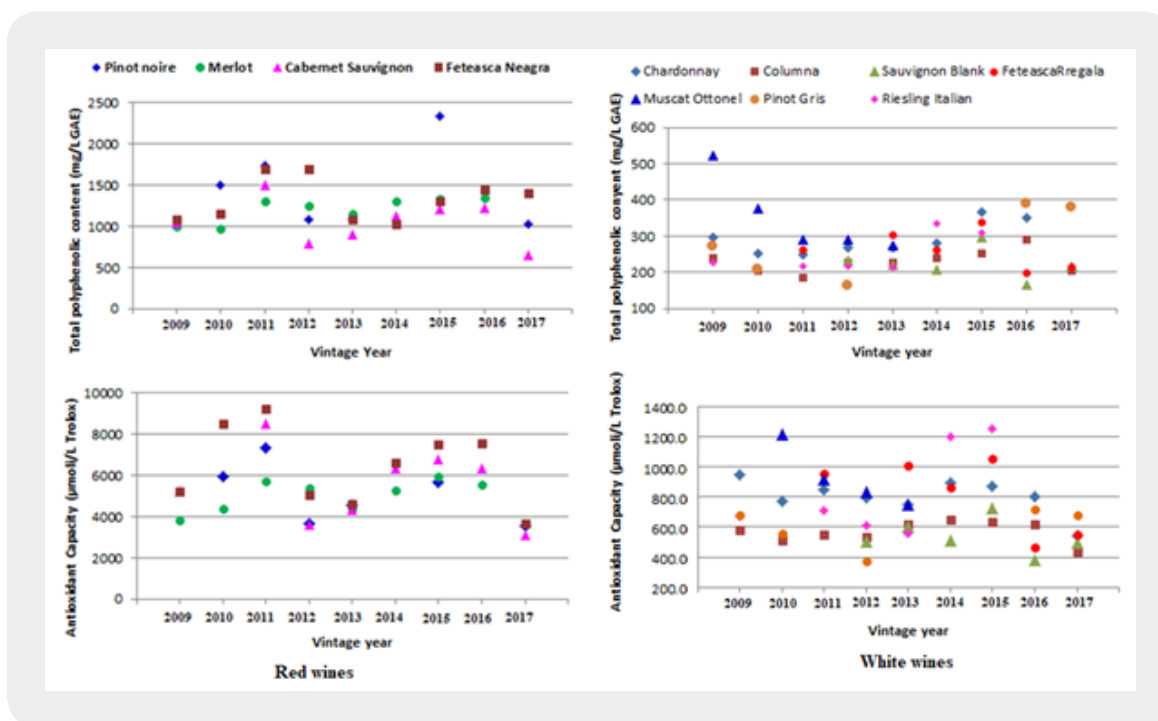 Pinot noire Merlot Cabernet Sauvignon Feteasca Neagra
Total polyphenolic content (mg/L GAE)
2500
2000
1500
1000
500
0
2009 2010 2011 2012 2013 2014 2015 2016 2017
Vintage Year
Chardonnay Columna Sauvignon Blank FeteascaRregala
Muscat Ottonel Pinot Gris Riesling Italian
Total polyphenolic conyent (mg/L GAE)
600
500
400
300
200
100
2009 2010 2011 2012 2013 2014 2015 2016 2017
Vintage year
Antioxidant Capacity (µmoli/L Trolox)
10000
8000
6000
4000
2000
0
2009 2010 2011 2012 2013 2014 2015 2016 2017
Vintage year
Red wines
Antioxidant Capacity (µmoli/L Trolox)
1400.0
1200.0
1000.0
800.0
600.0
400.0
200.0
2009 2010 2011 2012 2013 2014 2015 2016 2017
Vintage year
White wines